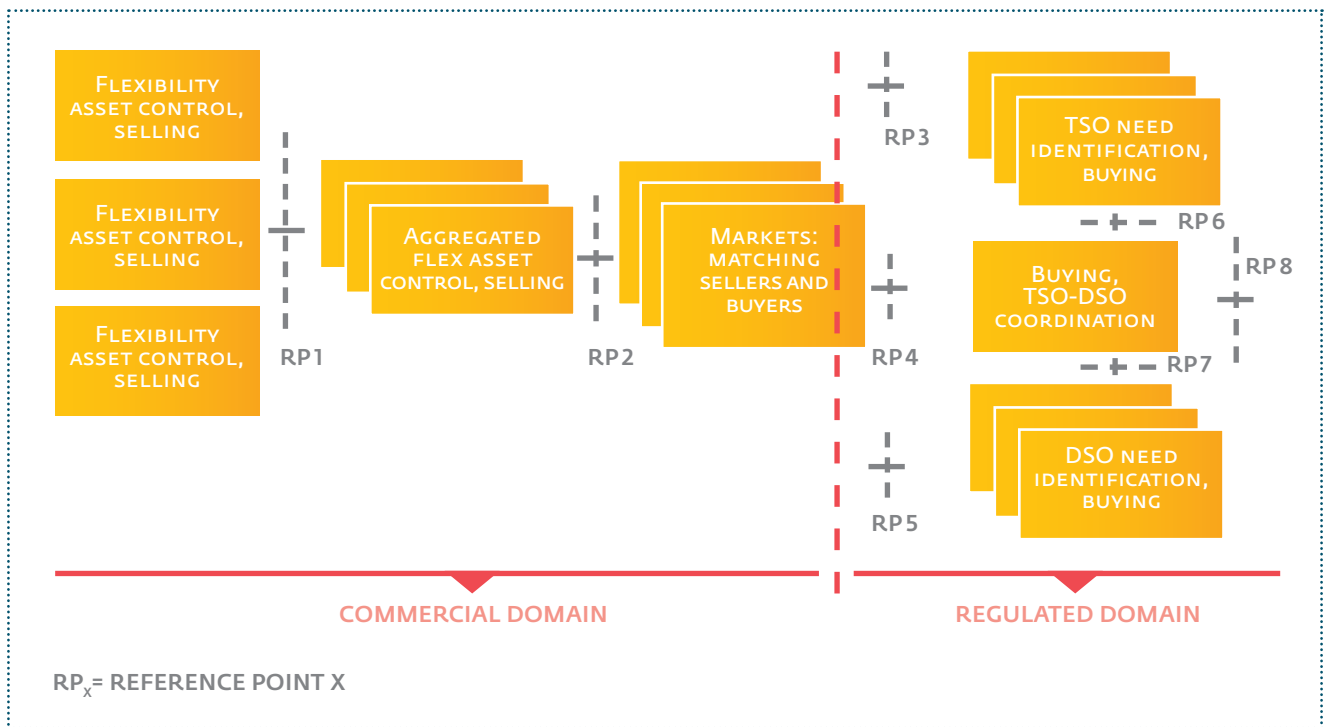 FLEXIBILITY
ASSET CONTROL,
SELLING
FLEXIBILITY
ASSET CONTROL,
SELLING
FLEXIBILITY
ASSET CONTROL,
SELLING
RP1
AGGREGATED
FLEX ASSET
CONTROL, SELLING
RP2
MARKETS:
MATCHING
SELLERS AND
BUYERS
RP3
RP4
RP5
TSO NEED
IDENTIFICATION,
BUYING
RP6
BUYING,
TSO-DSO
COORDINATION
RP8
RP7
DSO NEED
IDENTIFICATION,
BUYING
COMMERCIAL DOMAIN
REGULATED DOMAIN
RPX= REFERENCE POINT X